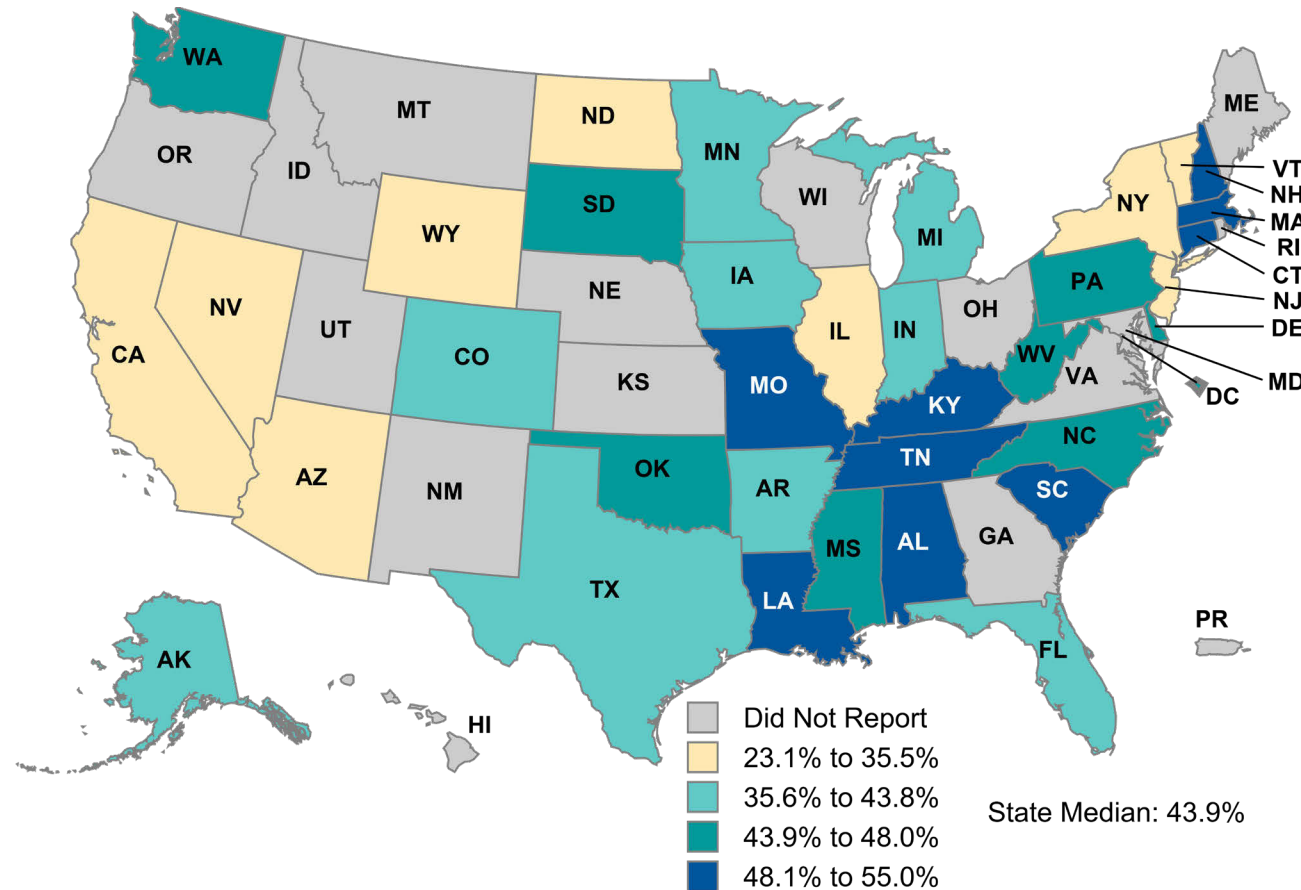 WA
MT
ND
MN
ME
OR
ID
WI
SD
VT
NH
NY
MA
WY
MI
RI
IA
CT
NE
PA
NJ
NV
IL
IN
OH
DE
UT
CA
CO
WV
VA
KS
MO
MD
DC
KY
NC
TN
OK
AZ
NM
AR
SC
GA
AL
MS
TX
LA
PR
FL
AK
HI
Did Not Report
23.1% to 35.5%
35.6% to 43.8%
State Median: 43.9%
43.9% to 48.0%
48.1% to 55.0%